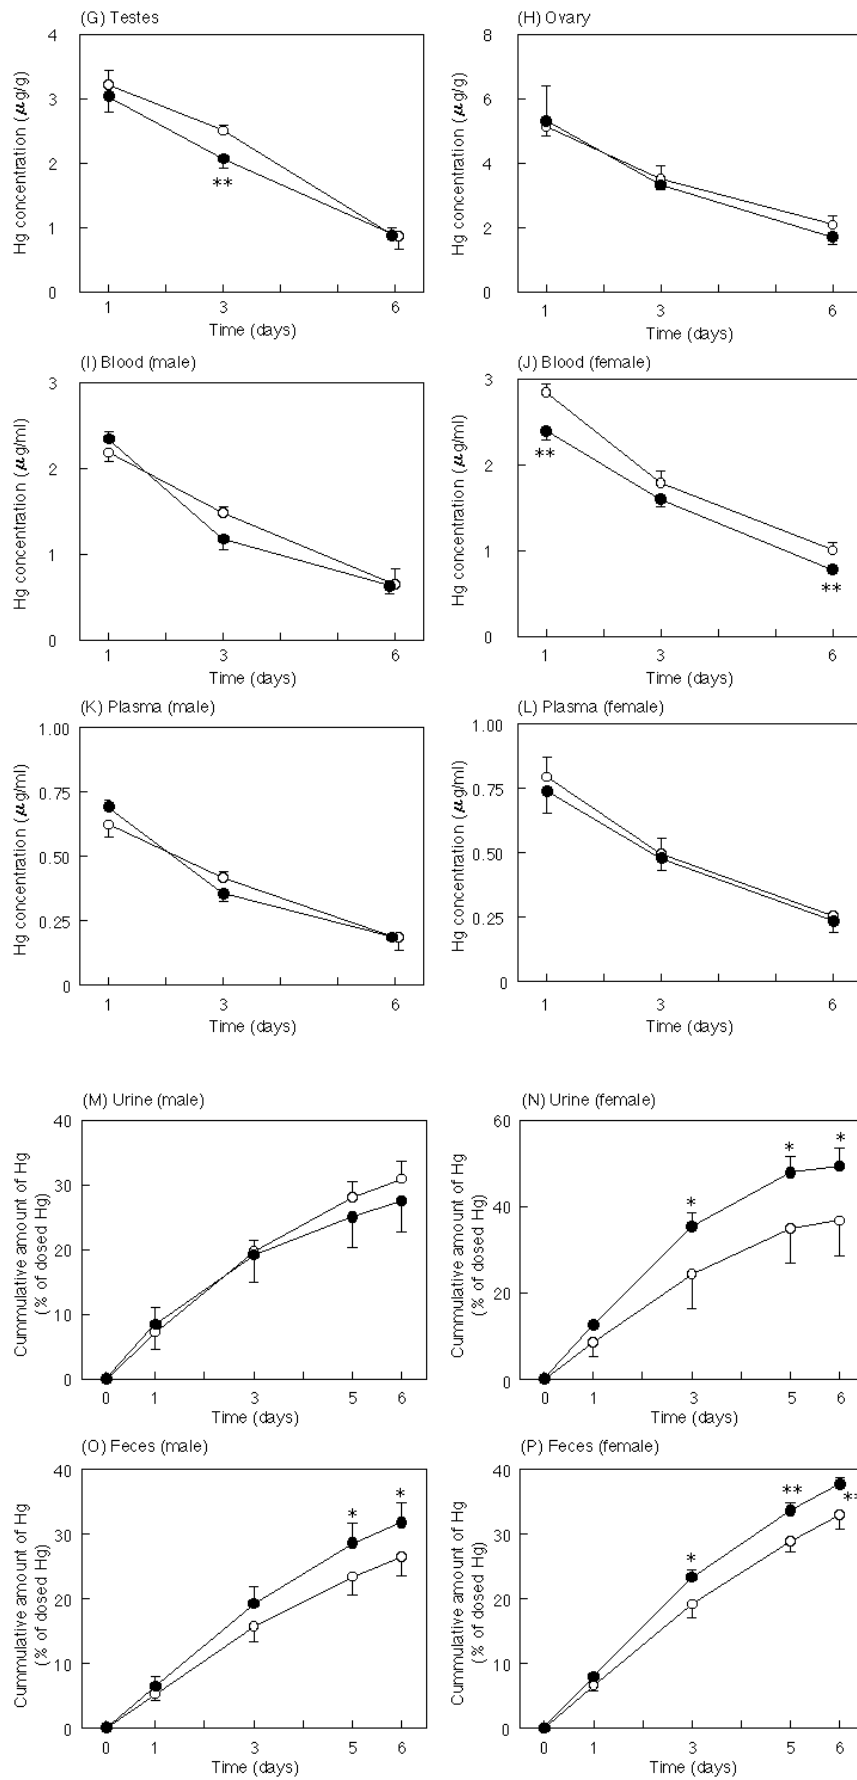 (G) Testes
4
3
2
1
0
Hg concentration (μg/g)
**
1 3 6
Time (days)
(H) Ovary
8
6
4
2
0
Hg concentration (μg/g)
1 3 6
Time (days)
(I) Blood (male)
3
2
1
0
Hg concentration (μg/ml)
1 3 6
Time (days)
(J) Blood (female)
3
2
1
0
Hg concentration (μg/ml)
**
**
1 3 6
Time (days)
(K) Plasma (male)
1.00
0.75
0.50
0.25
0
Hg concentration (μg/ml)
1 3 6
Time (days)
(L) Plasma (female)
1.00
0.75
0.50
0.25
0
Hg concentration (μg/ml)
1 3 6
Time (days)
(M) Urine (male)
40
30
20
10
0
Cummulative amount of Hg
(% of dosed Hg)
0 1 3 5 6
Time (days)
(N) Urine (female)
60
40
20
0
Cummulative amount of Hg
(% of dosed Hg)
*
*
*
0 1 3 5 6
Time (days)
(O) Feces (male)
40
30
20
10
0
Cummulative amount of Hg
(% of dosed Hg)
*
*
0 1 3 5 6
Time (days)
(P) Feces (female)
40
30
20
10
0
Cummulative amount of Hg
(% of dosed Hg)
*
**
**
0 1 3 5 6
Time (days)